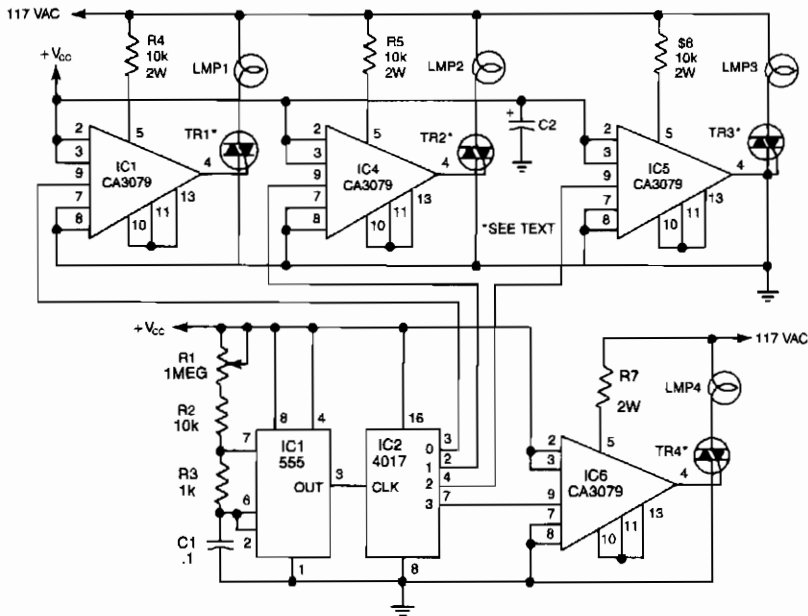 117 VAC
+ Vcc
R4
10k
2W
LMP1
R5
10k
2W
LMP2
$6
10k
2W
LMP3
5
2
3
9
7
8
IC1
CA3079
4
10
11
13
TR1*
5
2
3
9
7
8
IC4
CA3079
4
10
11
13
TR2*
+
C2
5
2
3
9
7
8
IC5
CA3079
4
10
11
13
TR3*
*SEE TEXT
+ Vcc
R1
1MEG
R2
10k
R3
1k
C1
.1
7
6
2
8
4
IC1
555
OUT
3
1
16
IC2
4017
CLK
0
1
2
3
3
2
4
7
8
117 VAC
R7
2W
LMP4
TR4*
5
2
3
9
7
8
IC6
CA3079
4
10
11
13